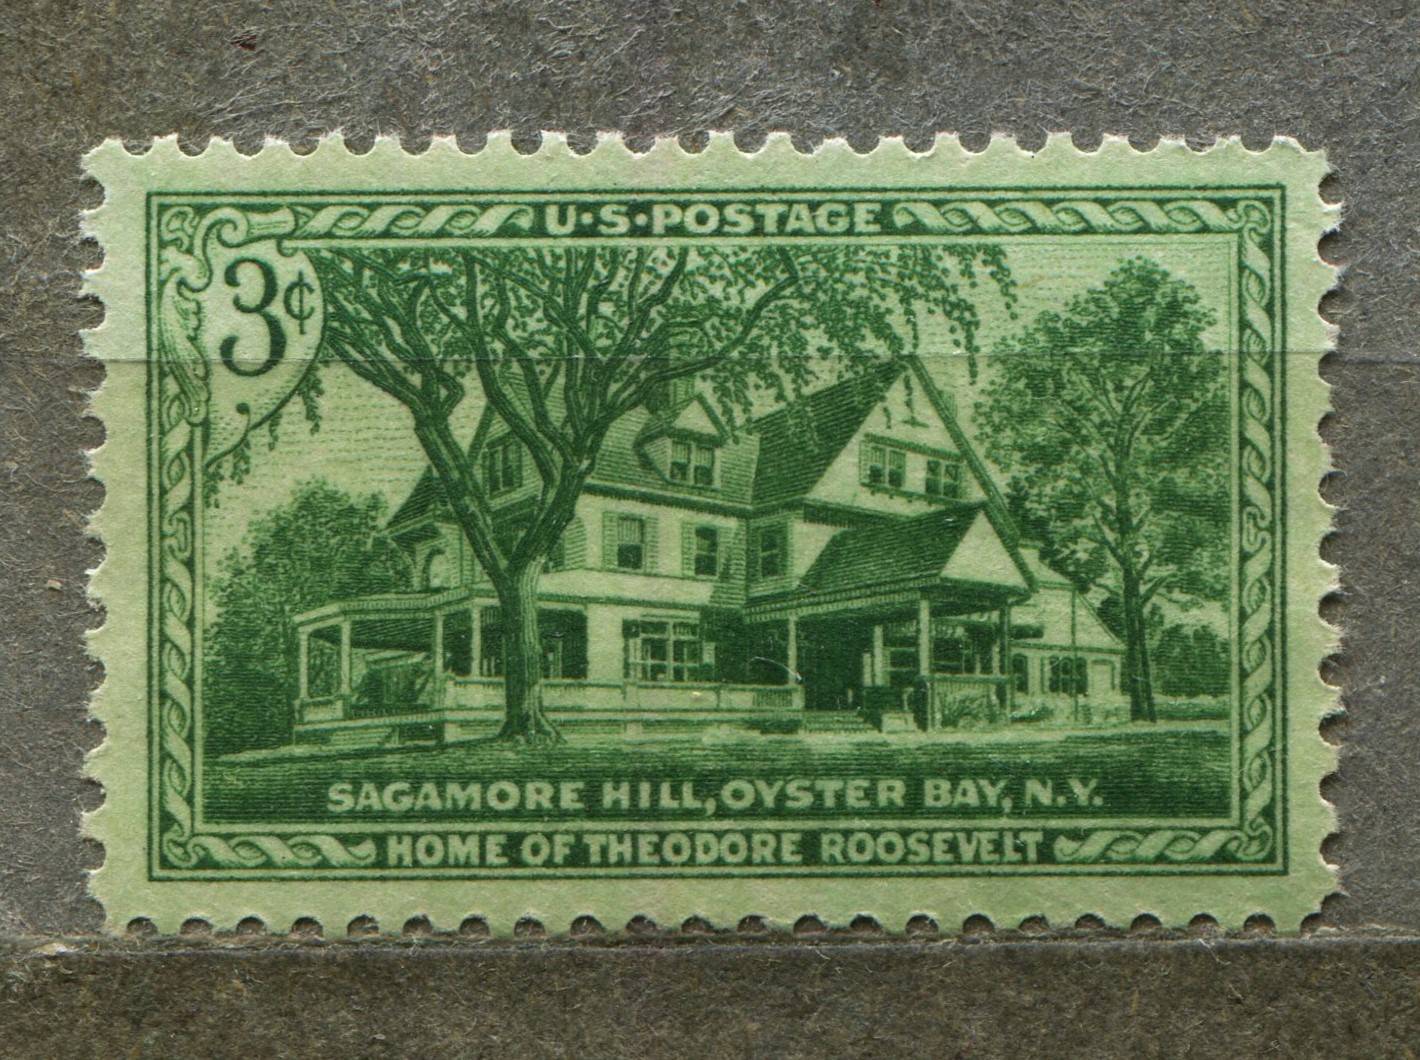 U·S·POSTAGE
3¢
SAGAMORE HILL, OYSTER BAY, N.Y.
HOME OF THEODORE ROOSEVELT